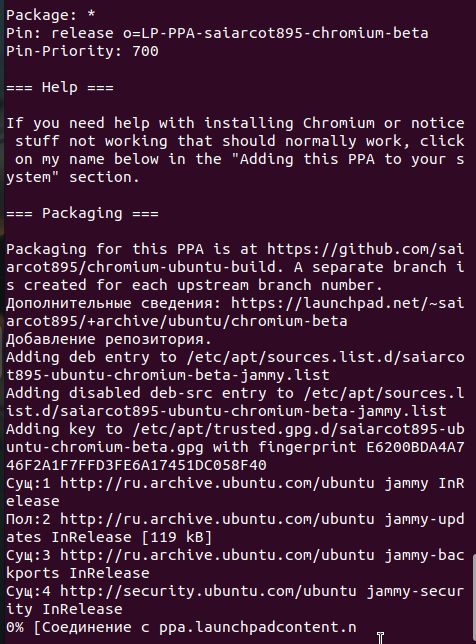 Package: *
Pin: release o=LP-PPA-saiarcot895-chromium-beta
Pin-Priority: 700
=== Help ===
If you need help with installing Chromium or notice
 stuff not working that should normally work, click
 on my name below in the "Adding this PPA to your s
ystem" section.
=== Packaging ===
Packaging for this PPA is at https://github.com/sai
arcot895/chromium-ubuntu-build. A separate branch i
s created for each upstream branch number.
Дополнительные сведения: https://launchpad.net/~sai
arcot895/+archive/ubuntu/chromium-beta
Добавление репозитория.
Adding deb entry to /etc/apt/sources.list.d/saiarco
t895-ubuntu-chromium-beta-jammy.list
Adding disabled deb-src entry to /etc/apt/sources.l
ist.d/saiarcot895-ubuntu-chromium-beta-jammy.list
Adding key to /etc/apt/trusted.gpg.d/saiarcot895-ub
untu-chromium-beta.gpg with fingerprint E6200BDA4A7
46F2A1F7FFD3FE6A17451DC058F40
Сущ:1 http://ru.archive.ubuntu.com/ubuntu jammy InR
elease
Пол:2 http://ru.archive.ubuntu.com/ubuntu jammy-upd
ates InRelease [119 kB]
Сущ:3 http://ru.archive.ubuntu.com/ubuntu jammy-bac
kports InRelease
Сущ:4 http://security.ubuntu.com/ubuntu jammy-secur
ity InRelease
0% [Соединение с ppa.launchpadcontent.n